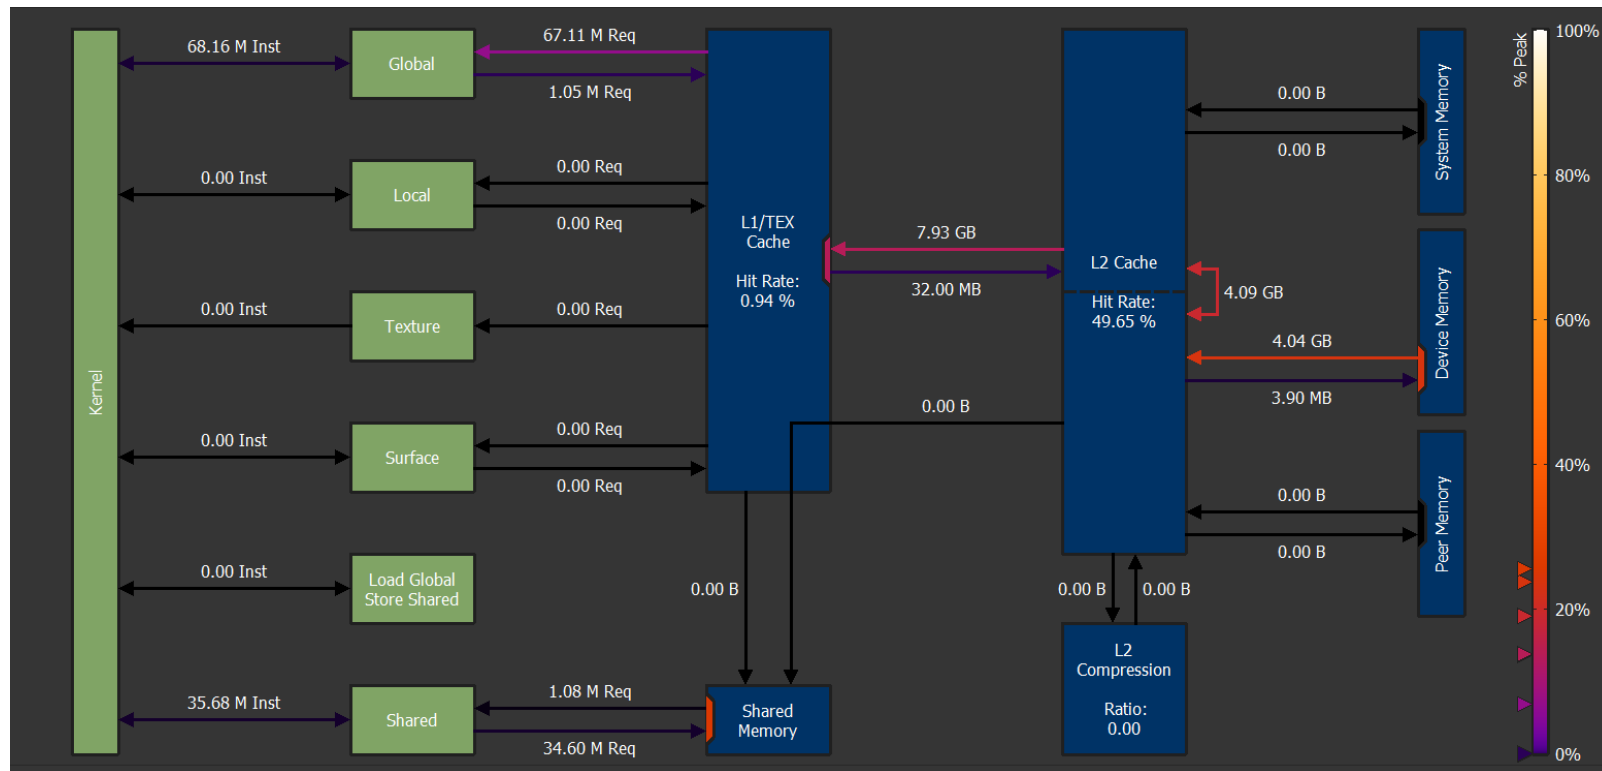 Kernel
68.16 M Inst
Global
67.11 M Req
1.05 M Req
0.00 Inst
Local
0.00 Req
0.00 Req
0.00 Inst
Texture
0.00 Req
0.00 Inst
Surface
0.00 Req
0.00 Req
0.00 Inst
Load Global
Store Shared
35.68 M Inst
Shared
1.08 M Req
34.60 M Req
L1/TEX
Cache
Hit Rate:
0.94 %
0.00 B
Shared
Memory
7.93 GB
32.00 MB
0.00 B
L2 Cache
Hit Rate:
49.65 %
4.09 GB
0.00 B
0.00 B
L2
Compression
Ratio:
0.00
0.00 B
0.00 B
System Memory
4.04 GB
3.90 MB
Device Memory
0.00 B
0.00 B
Peer Memory
% Peak
100%
80%
60%
40%
20%
0%